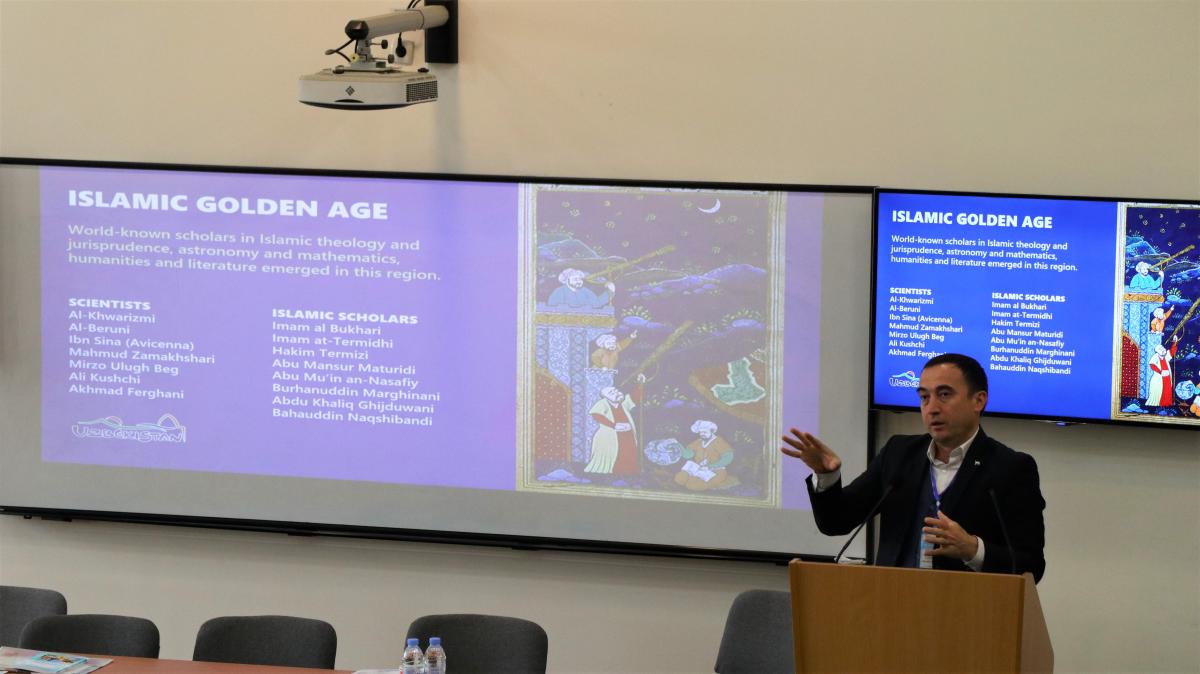 ISLAMIC GOLDEN AGE
World-known scholars in Islamic theology and
jurisprudence, astronomy and mathematics,
humanities and literature emerged in this region.
SCIENTISTS
Al-Khwarizmi
Al-Beruni
Ibn Sina (Avicenna)
Mahmud Zamakhshari
Mirzo Ulugh Beg
Ali Kushchi
Akhmad Ferghani
ISLAMIC SCHOLARS
Imam al Bukhari
Imam at-Termidhi
Hakim Termizi
Abu Mansur Maturidi
Abu Mu'in an-Nasafiy
Burhanuddin Marghinani
Abdu Khaliq Ghijduwani
Bahauddin Naqshibandi
UZBEKISTAN
ISLAMIC GOLDEN AGE
World-known scholars in Islamic theology and
jurisprudence, astronomy and mathematics,
humanities and literature emerged in this region.
SCIENTISTS
Al-Khwarizmi
Al-Beruni
Ibn Sina (Avicenna)
Mahmud Zamakhshari
Mirzo Ulugh Beg
Ali Kushchi
Akhmad Fergha
ISLAMIC SCHOLARS
Imam al Bukhari
Imam at-Termidhi
Hakim Termizi
Abu Mansur Maturidi
Abu Mu'in an-Nasafiy
Burhanuddin Marghinani
Abdu Khaliq Ghijduwani
Bahauddin Naqshibandi